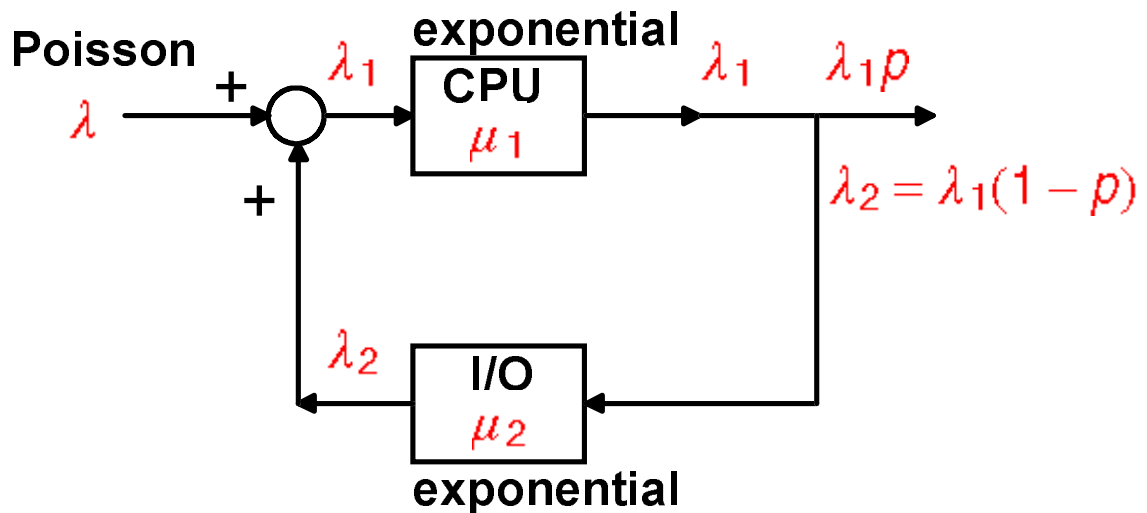 Poisson
λ
+
+
λ1
exponential
CPU
μ1
λ1
λ1p
λ2 = λ1(1 − p)
λ2
I/O
μ2
exponential